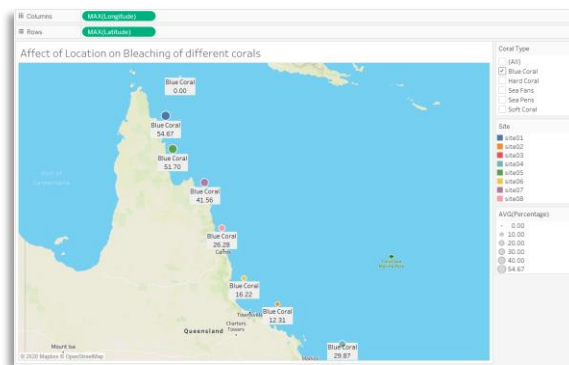 Columns
MAX(Longitude)
Rows
MAX(Latitude)
Affect of Location on Bleaching of different corals
Blue Coral
0.00
Blue Coral
54.67
Blue Coral
51.70
Blue Coral
41.56
Blue Coral
26.28
Cairns
Blue Coral
16.22
Blue Coral
12.31
Townsville
Charters
Towers
Queensland
Mount Isa
Blue Coral
29.87
© 2020 Mapbox © OpenStreetMap
Coral Type
(All)
Blue Coral
Hard Coral
Sea Fans
Sea Pens
Soft Coral
Site
site01
site02
site03
site04
site05
site06
site07
site08
AVG(Percentage)
0.00
10.00
20.00
30.00
40.00
54.67